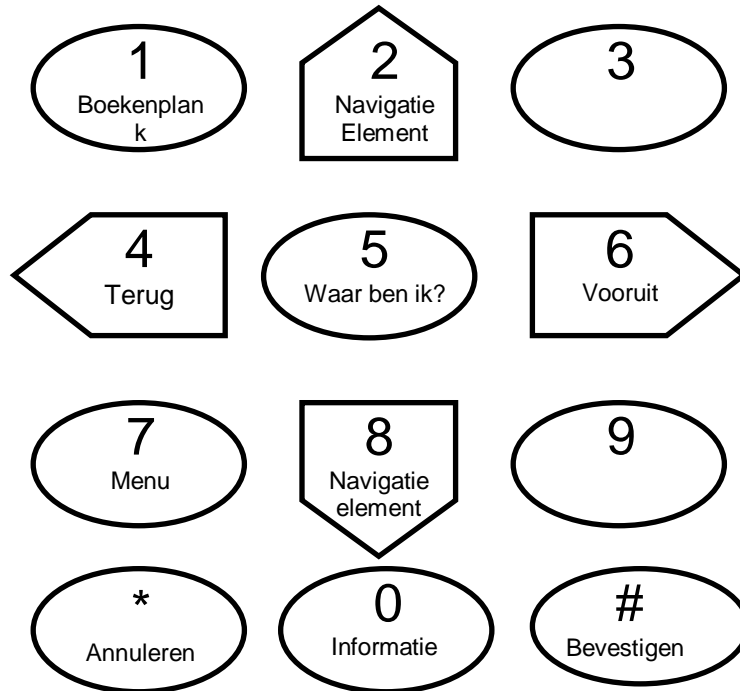 1
Boekenplan
k
2
Navigatie
Element
3
4
Terug
5
Waar ben ik?
6
Vooruit
7
Menu
8
Navigatie
element
9
*
Annuleren
0
Informatie
#
Bevestigen